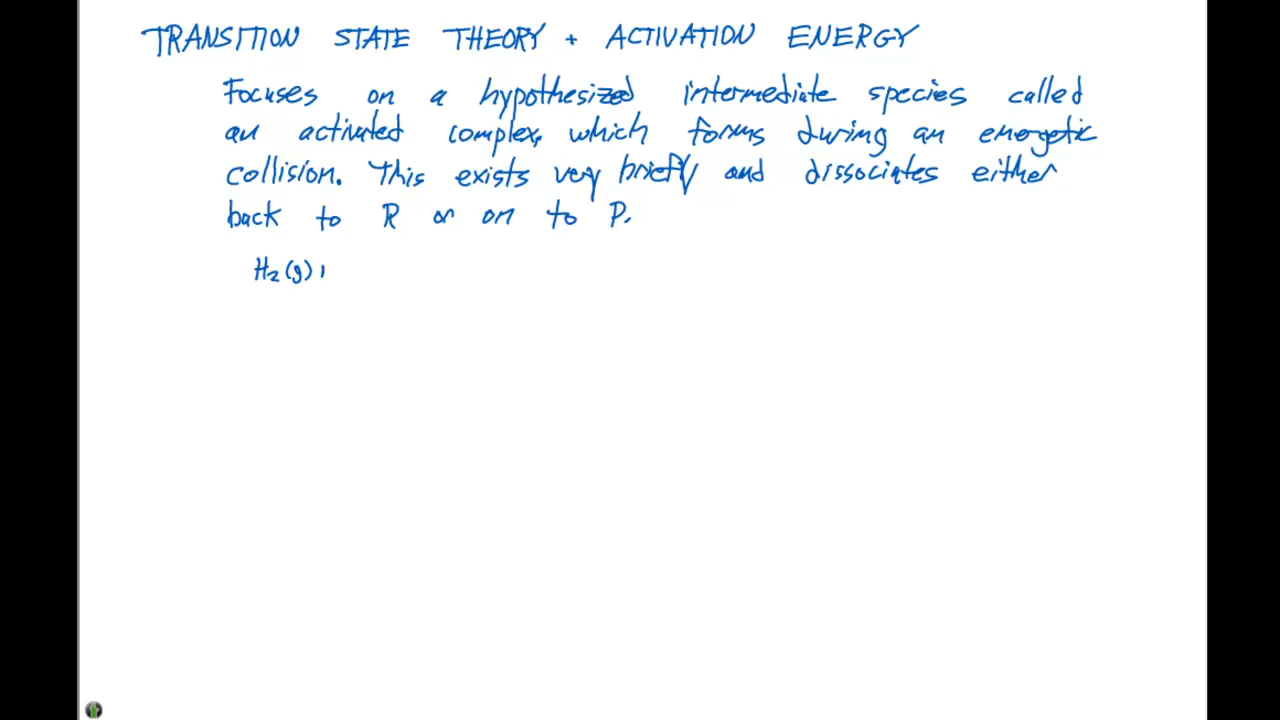 TRANSITION STATE THEORY + ACTIVATION ENERGY
Focuses on a hypothesized intermediate species called
an activated complex, which forms during an energetic
collision. This exists very briefly and dissociates either
back to R or on to P.
H₂(g)